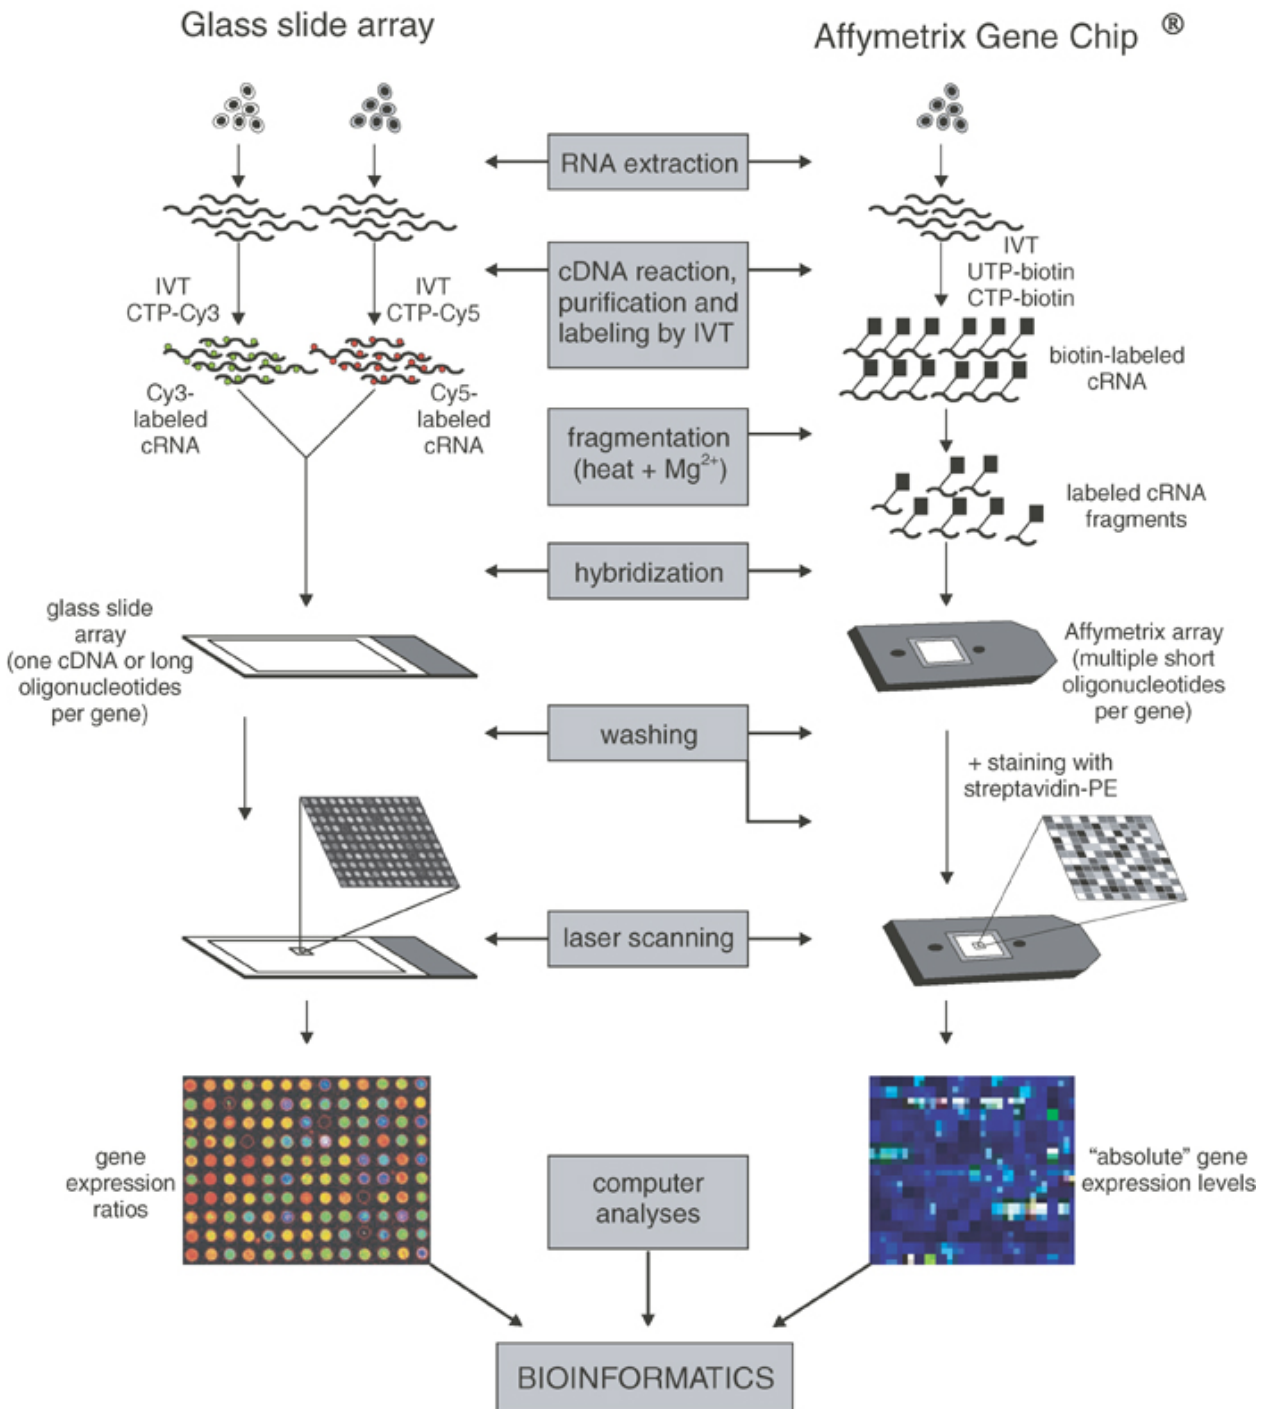 Glass slide array
Affymetrix Gene Chip ®
RNA extraction
IVT
CTP-Cy3
IVT
CTP-Cy5
cDNA reaction,
purification and
labeling by IVT
IVT
UTP-biotin
CTP-biotin
Cy3-
labeled
cRNA
Cy5-
labeled
cRNA
biotin-labeled
cRNA
fragmentation
(heat + Mg²⁺)
labeled cRNA
fragments
hybridization
glass slide
array
(one cDNA or long
oligonucleotides
per gene)
Affymetrix array
(multiple short
oligonucleotides
per gene)
washing
+ staining with
streptavidin-PE
laser scanning
gene
expression
ratios
computer
analyses
“absolute” gene
expression levels
BIOINFORMATICS